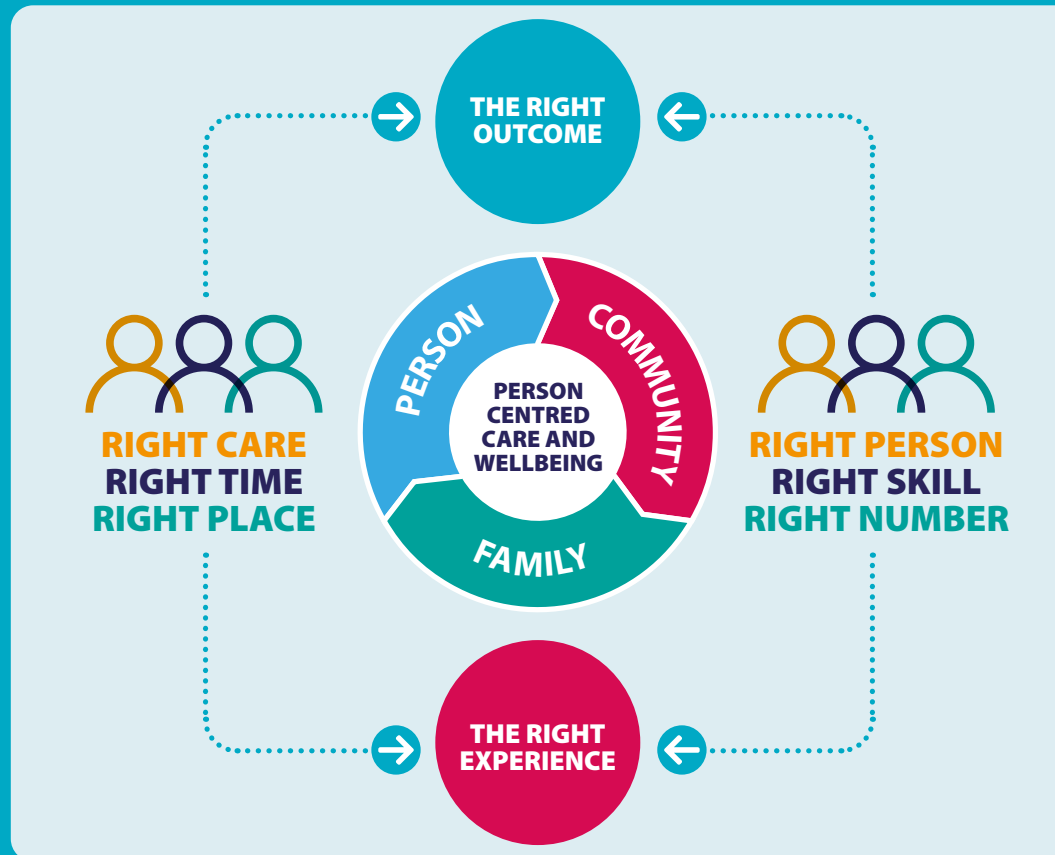 THE RIGHT
OUTCOME
PERSON
COMMUNITY
FAMILY
PERSON
CENTRED
CARE AND
WELLBEING
RIGHT CARE
RIGHT TIME
RIGHT PLACE
RIGHT PERSON
RIGHT SKILL
RIGHT NUMBER
THE RIGHT
EXPERIENCE